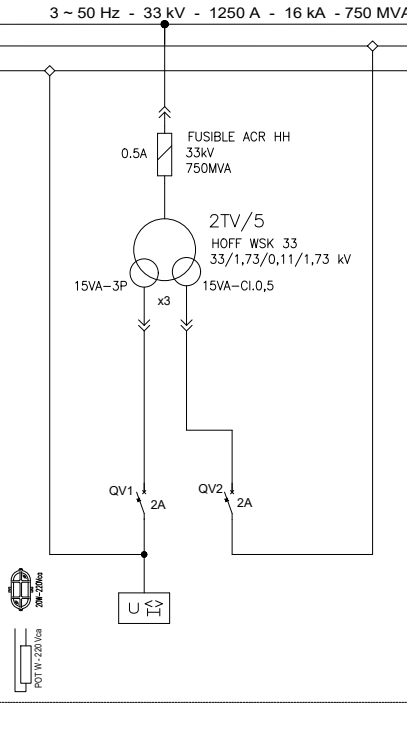 3 ~ 50 Hz - 33 kV - 1250 A - 16 kA - 750 MVA
FUSIBLE ACR HH
0.5A
33kV
750MVA
2TV/5
HOFF WSK 33
33/1,73/0,11/1,73 kV
15VA-3P
15VA-Cl.0,5
x3
QV1
2A
QV2
2A
U
20W-220Vca
POT W - 220 Vca